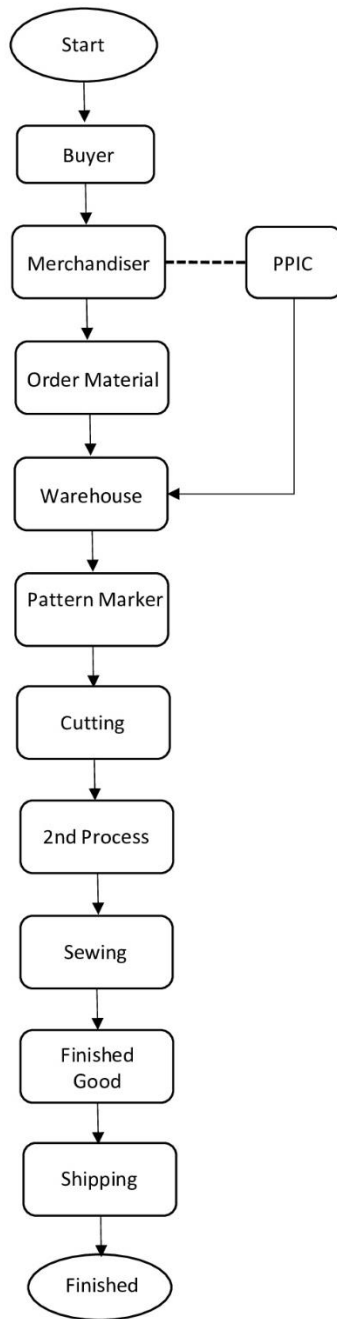 Start
Buyer
Merchandiser
PPIC
Order Material
Warehouse
Pattern Marker
Cutting
2nd Process
Sewing
Finished
Good
Shipping
Finished